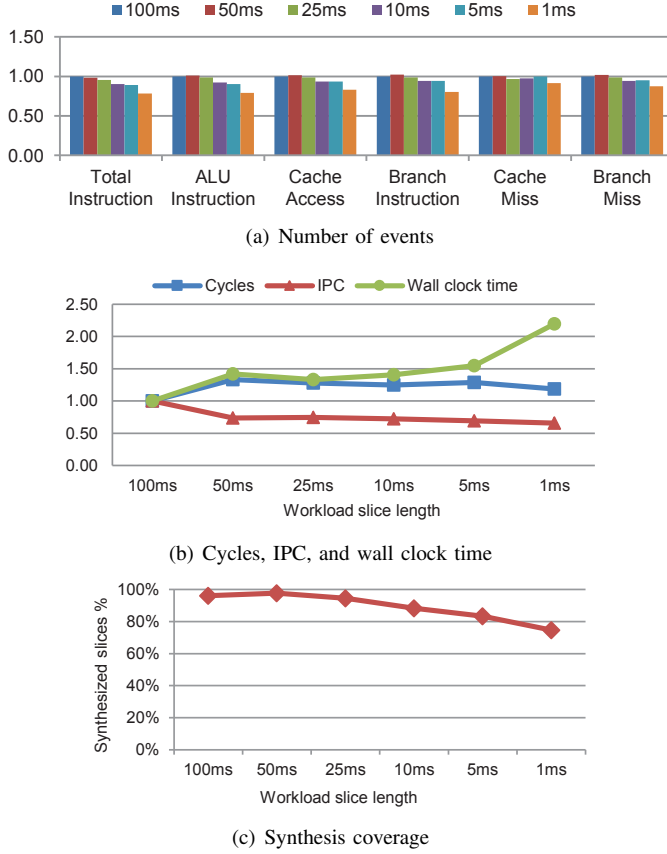 100ms 50ms 25ms 10ms 5ms 1ms
1.50
1.00
0.50
0.00
Total Instruction
ALU Instruction
Cache Access
Branch Instruction
Cache Miss
Branch Miss
(a) Number of events
Cycles IPC Wall clock time
2.50
2.00
1.50
1.00
0.50
0.00
100ms 50ms 25ms 10ms 5ms 1ms
Workload slice length
(b) Cycles, IPC, and wall clock time
Synthesized slices %
100%
80%
60%
40%
20%
0%
100ms 50ms 25ms 10ms 5ms 1ms
Workload slice length
(c) Synthesis coverage